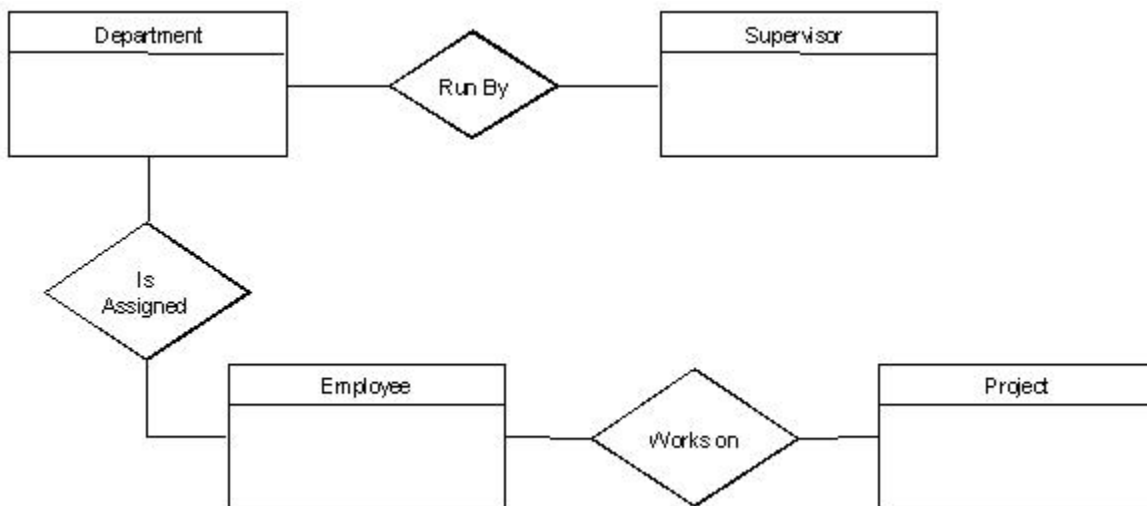 Department
Supervisor
Run By
Is
Assigned
Employee
Project
Works on